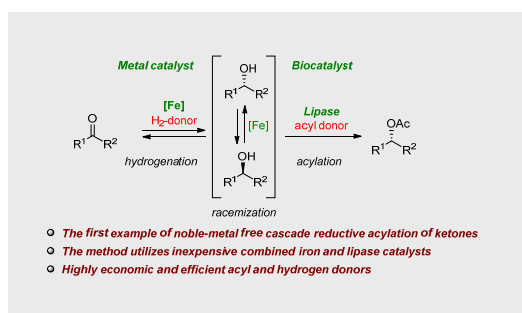 Metal catalyst
Biocatalyst
OH
R¹ R²
[Fe]
H₂-donor
O
R¹ R²
hydrogenation
[Fe]
OH
R¹ R²
racemization
Lipase
acyl donor
OAc
R¹ R²
acylation
The first example of noble-metal free cascade reductive acylation of ketones
The method utilizes inexpensive combined iron and lipase catalysts
Highly economic and efficient acyl and hydrogen donors